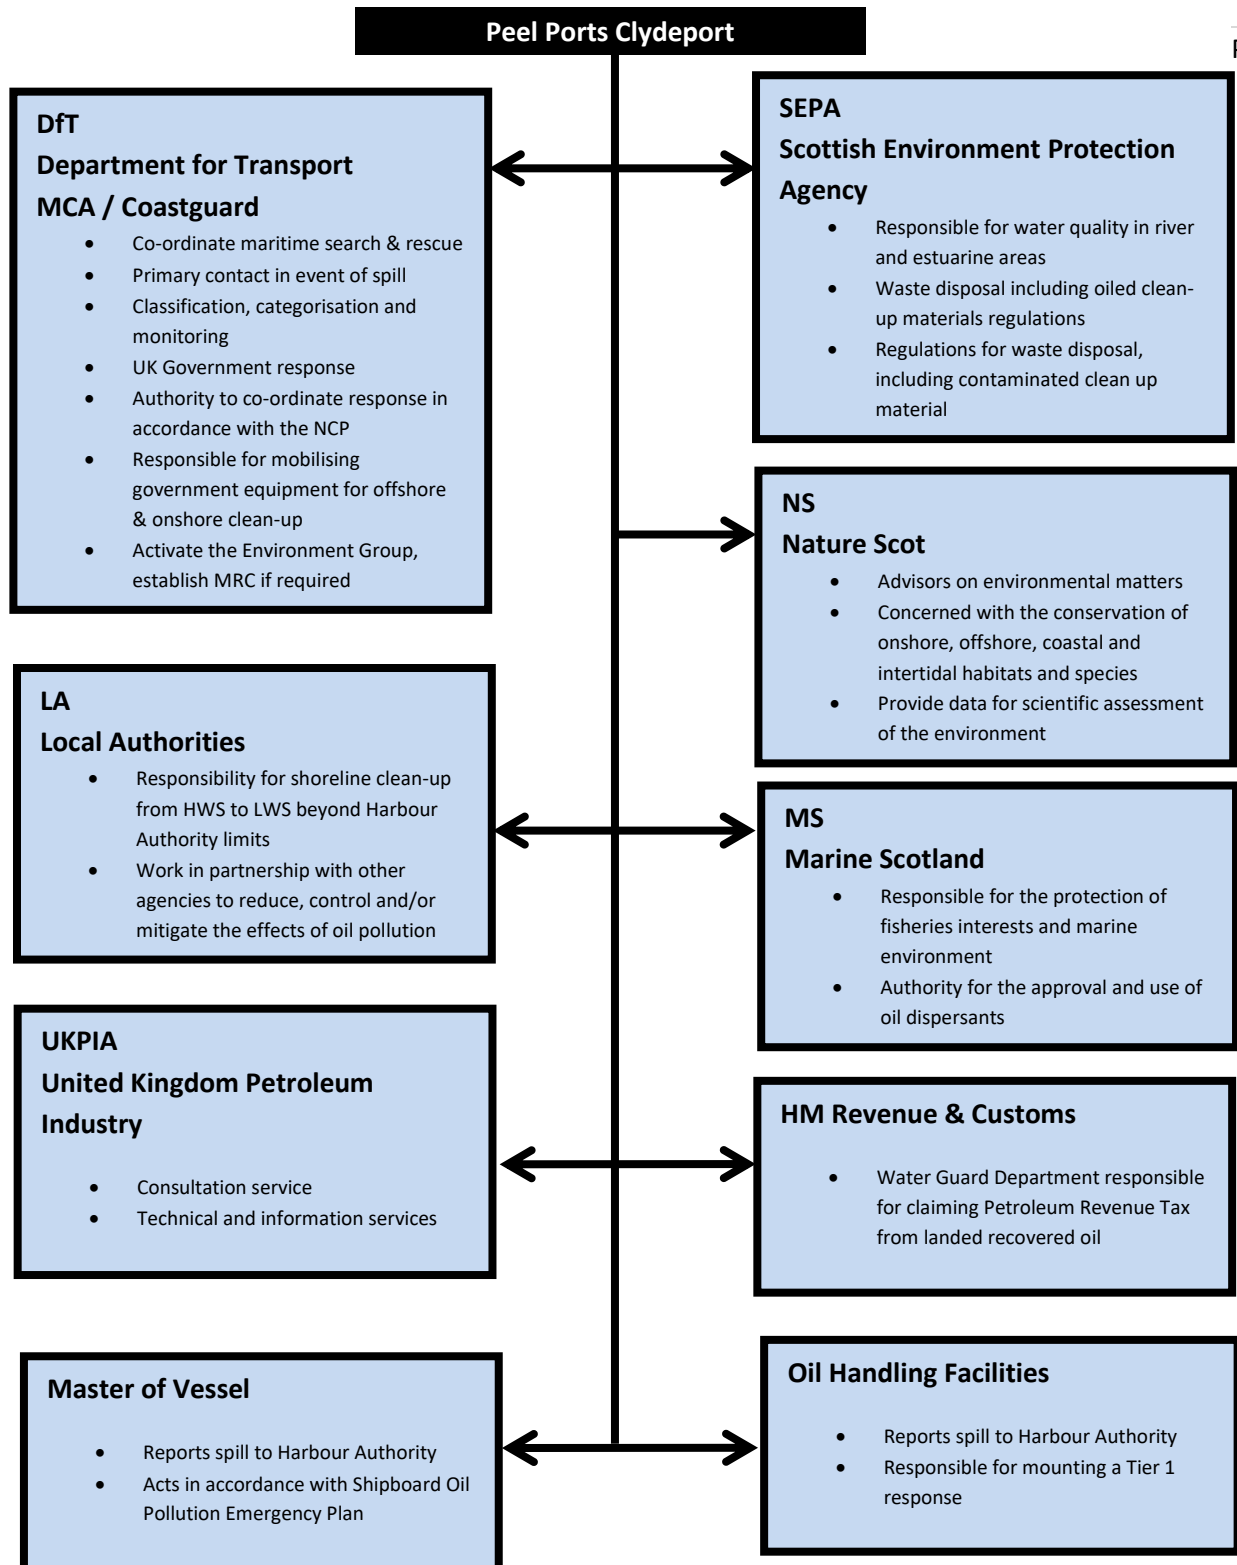 Peel Ports Clydeport
DfT
Department for Transport
MCA / Coastguard
• Co-ordinate maritime search & rescue
• Primary contact in event of spill
• Classification, categorisation and
monitoring
• UK Government response
• Authority to co-ordinate response in
accordance with the NCP
• Responsible for mobilising
government equipment for offshore
& onshore clean-up
• Activate the Environment Group,
establish MRC if required
SEPA
Scottish Environment Protection
Agency
• Responsible for water quality in river
and estuarine areas
• Waste disposal including oiled clean-
up materials regulations
• Regulations for waste disposal,
including contaminated clean up
material
NS
Nature Scot
• Advisors on environmental matters
• Concerned with the conservation of
onshore, offshore, coastal and
intertidal habitats and species
• Provide data for scientific assessment
of the environment
LA
Local Authorities
• Responsibility for shoreline clean-up
from HWS to LWS beyond Harbour
Authority limits
• Work in partnership with other
agencies to reduce, control and/or
mitigate the effects of oil pollution
MS
Marine Scotland
• Responsible for the protection of
fisheries interests and marine
environment
• Authority for the approval and use of
oil dispersants
UKPIA
United Kingdom Petroleum
Industry
• Consultation service
• Technical and information services
HM Revenue & Customs
• Water Guard Department responsible
for claiming Petroleum Revenue Tax
from landed recovered oil
Master of Vessel
• Reports spill to Harbour Authority
• Acts in accordance with Shipboard Oil
Pollution Emergency Plan
Oil Handling Facilities
• Reports spill to Harbour Authority
• Responsible for mounting a Tier 1
response